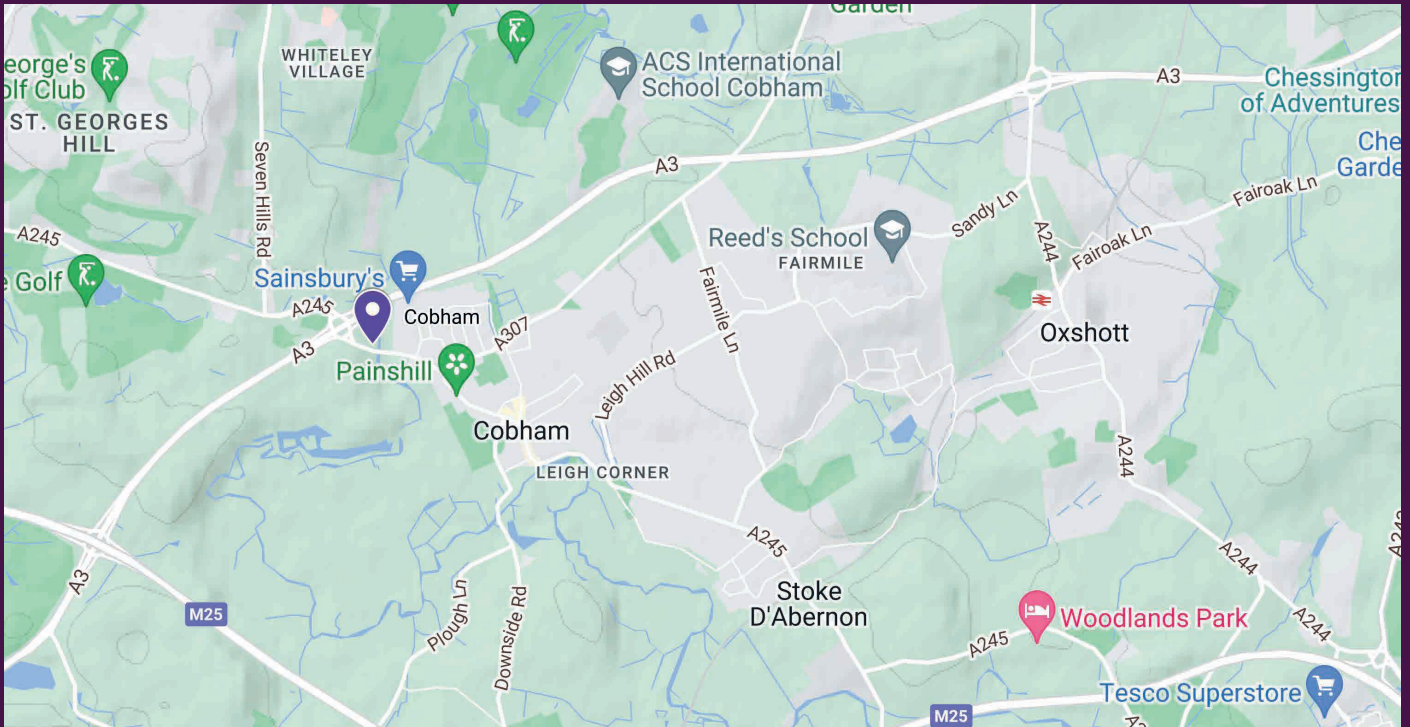 Garden
WHITELEY
VILLAGE
eorge's
olf Club
ST. GEORGES
HILL
ACS International
School Cobham
A3
Chessington
of Adventures
Che
Garde
A3
Seven Hills Rd
Sandy Ln
Fairoak Ln
A245
A244
Fairoak Ln
Reed's School
FAIRMILE
e Golf
Sainsbury's
A245
Cobham
Fairmile Ln
A307
Oxshott
A3
Painshill
Leigh Hill Rd
Cobham
A244
LEIGH CORNER
A245
A244
A3
Stoke
D'Abernon
M25
Plough Ln
Downside Rd
Woodlands Park
A244
A245
Tesco Superstore
M25